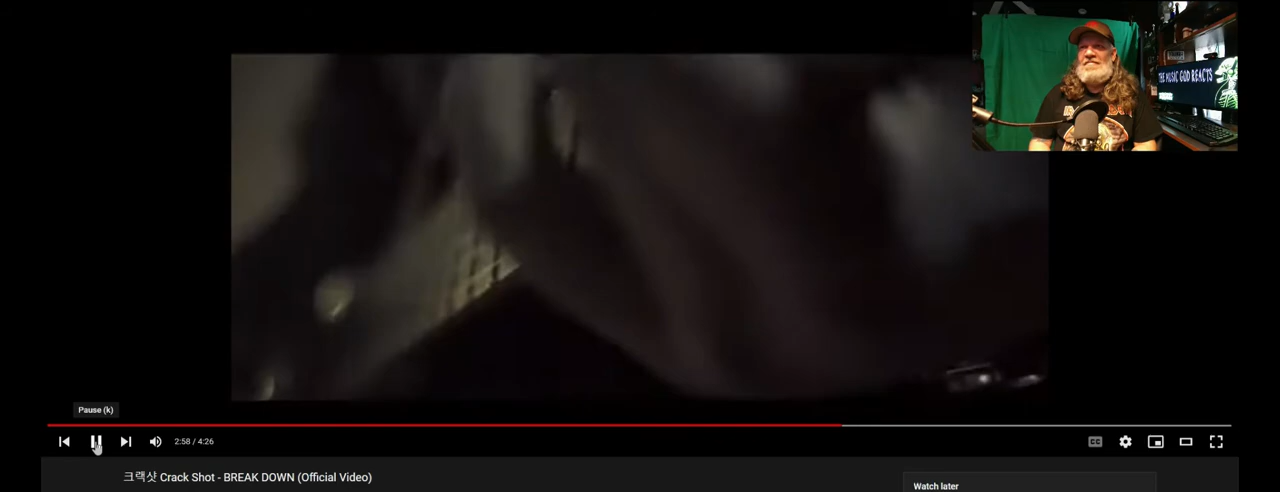 THE MUSIC GOD REACTS
Pause (k)
2:58 / 4:26
CC
크랙샷 Crack Shot - BREAK DOWN (Official Video)
Watch later